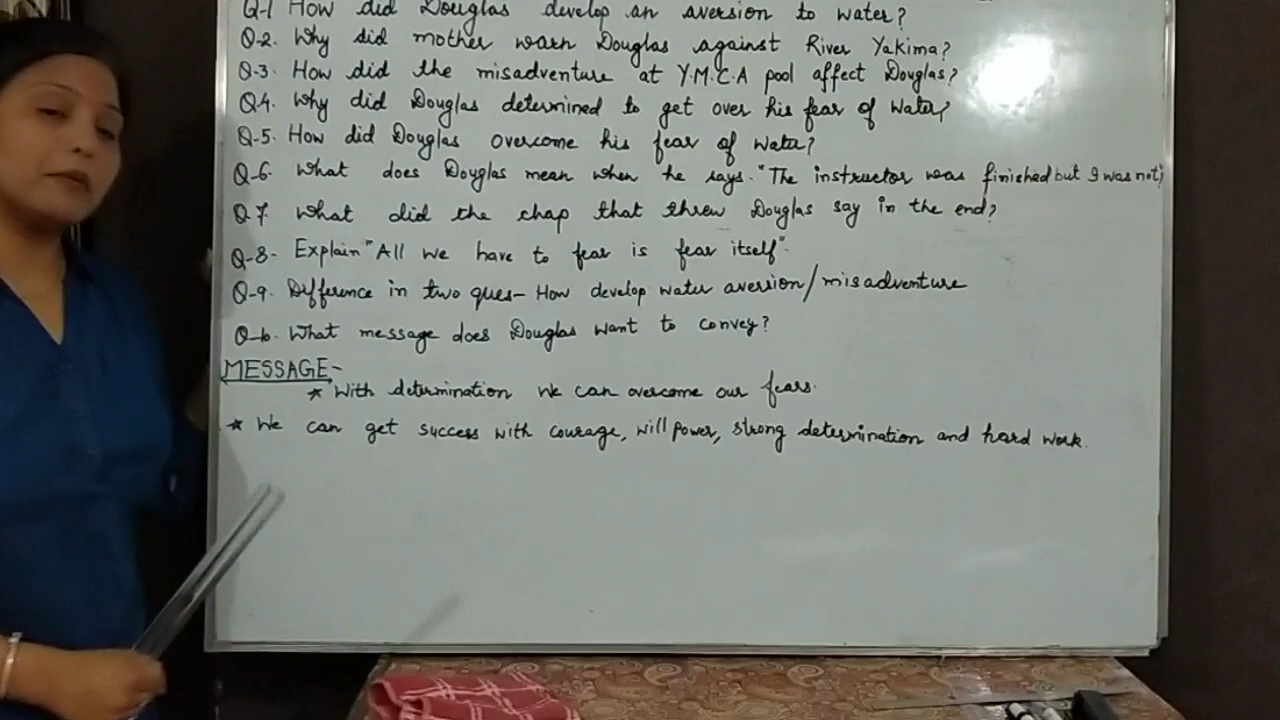 Q-1 How did Douglas develop an aversion to water?
Q-2. Why did mother warn Douglas against River Yakima?
Q-3. How did the misadventure at Y.M.C.A pool affect Douglas?
Q-4. Why did Douglas determined to get over his fear of water?
Q-5. How did Douglas overcome his fear of water?
Q-6. What does Douglas mean when he says. "The instructor was finished but I was not"?
Q-7. What did the chap that threw Douglas say in the end?
Q-8- Explain "All we have to fear is fear itself".
Q-9. Difference in two ques- How develop water aversion/misadventure
Q-10. What message does Douglas want to convey?
MESSAGE-
* With determination we can overcome our fears.
* We can get success with courage, will power, strong determination and hard work.